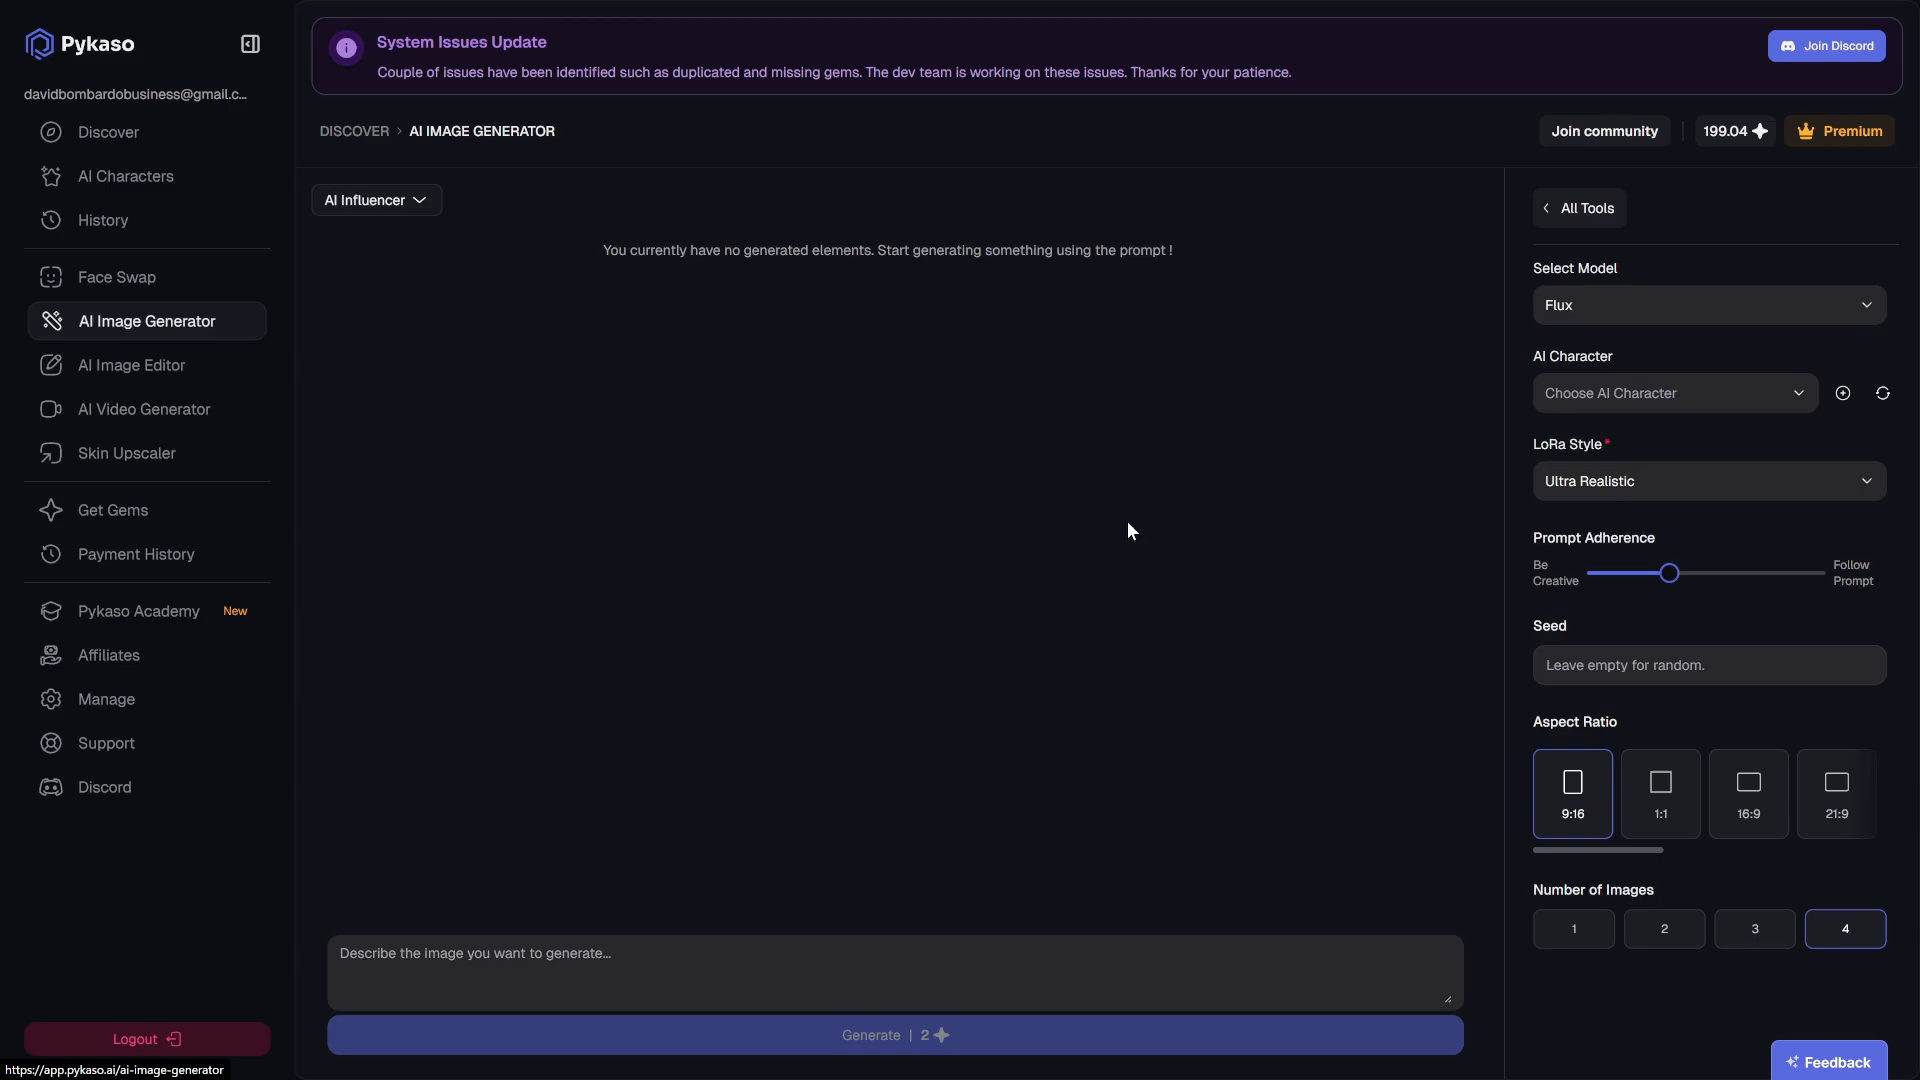 Pykaso
davidbombardobusiness@gmail.c...
Discover
AI Characters
History
Face Swap
AI Image Generator
AI Image Editor
AI Video Generator
Skin Upscaler
Get Gems
Payment History
Pykaso Academy New
Affiliates
Manage
Support
Discord
Logout
https://app.pykaso.ai/ai-image-generator
System Issues Update
Couple of issues have been identified such as duplicated and missing gems. The dev team is working on these issues. Thanks for your patience.
Join Discord
DISCOVER › AI IMAGE GENERATOR
Join community
199.04
Premium
AI Influencer
You currently have no generated elements. Start generating something using the prompt !
Describe the image you want to generate...
Generate | 2
All Tools
Select Model
Flux
AI Character
Choose AI Character
LoRa Style*
Ultra Realistic
Prompt Adherence
Be Creative
Follow Prompt
Seed
Leave empty for random.
Aspect Ratio
9:16 1:1 16:9 21:9
Number of Images
1 2 3 4
Feedback